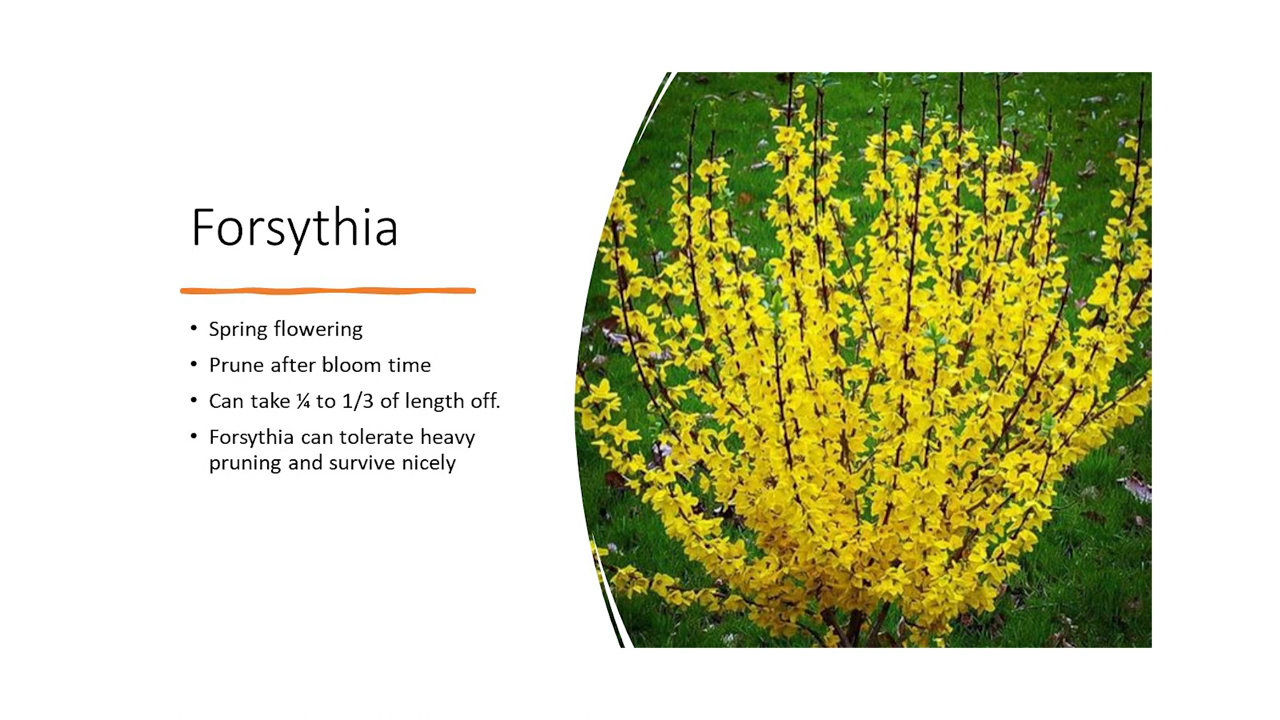 Forsythia
• Spring flowering
• Prune after bloom time
• Can take ¼ to 1/3 of length off.
• Forsythia can tolerate heavy
pruning and survive nicely